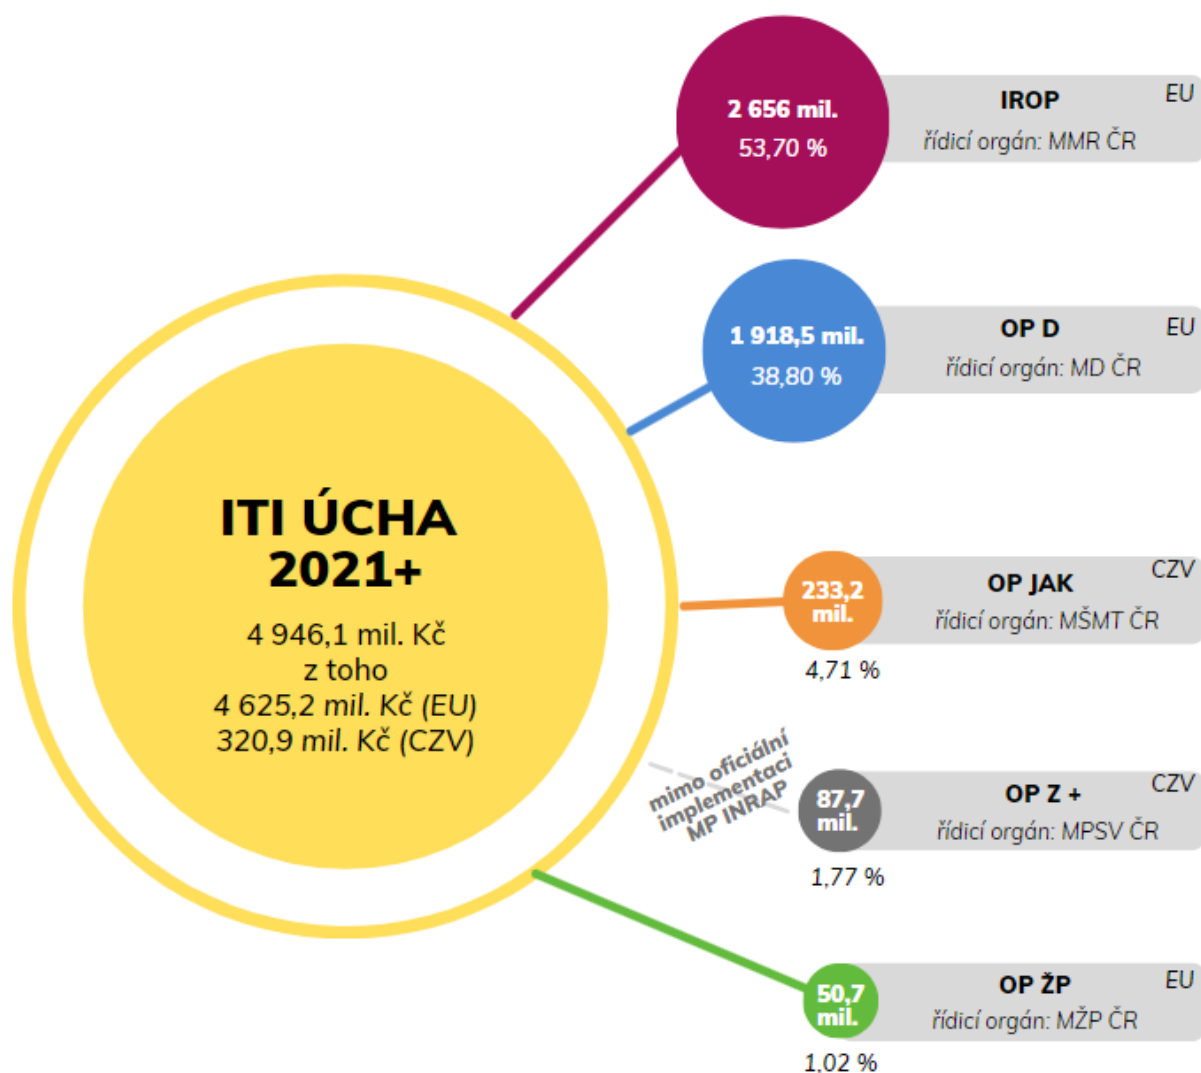 2 656 mil.
53,70 %
IROP
EU
řídicí orgán: MMR ČR
1 918,5 mil.
38,80 %
OP D
EU
řídicí orgán: MD ČR
ITI ÚCHA
2021+
4 946,1 mil. Kč
z toho
4 625,2 mil. Kč (EU)
320,9 mil. Kč (CZV)
233,2
mil.
4,71 %
OP JAK
CZV
řídicí orgán: MŠMT ČR
mimo oficiální
implementaci
MP INRAP
87,7
mil.
1,77 %
OP Z +
CZV
řídicí orgán: MPSV ČR
50,7
mil.
1,02 %
OP ŽP
EU
řídicí orgán: MŽP ČR